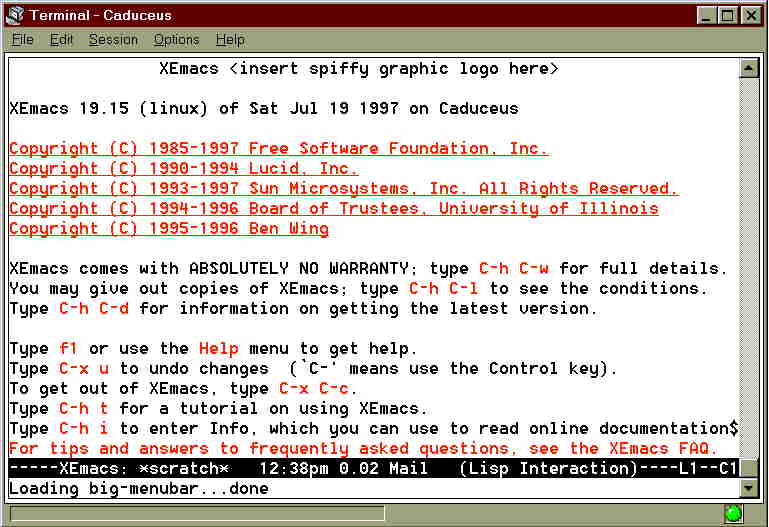 Terminal - Caduceus
File Edit Session Options Help
XEmacs <insert spiffy graphic logo here>
XEmacs 19.15 (linux) of Sat Jul 19 1997 on Caduceus
Copyright (C) 1985-1997 Free Software Foundation, Inc.
Copyright (C) 1990-1994 Lucid, Inc.
Copyright (C) 1993-1997 Sun Microsystems, Inc. All Rights Reserved.
Copyright (C) 1994-1996 Board of Trustees, University of Illinois
Copyright (C) 1995-1996 Ben Wing
XEmacs comes with ABSOLUTELY NO WARRANTY; type C-h C-w for full details.
You may give out copies of XEmacs; type C-h C-l to see the conditions.
Type C-h C-d for information on getting the latest version.
Type f1 or use the Help menu to get help.
Type C-x u to undo changes  (`C-' means use the Control key).
To get out of XEmacs, type C-x C-c.
Type C-h t for a tutorial on using XEmacs.
Type C-h i to enter Info, which you can use to read online documentation$
For tips and answers to frequently asked questions, see the XEmacs FAQ.
-----XEmacs: *scratch*   12:38pm 0.02 Mail   (Lisp Interaction)----L1--C1
Loading big-menubar...done